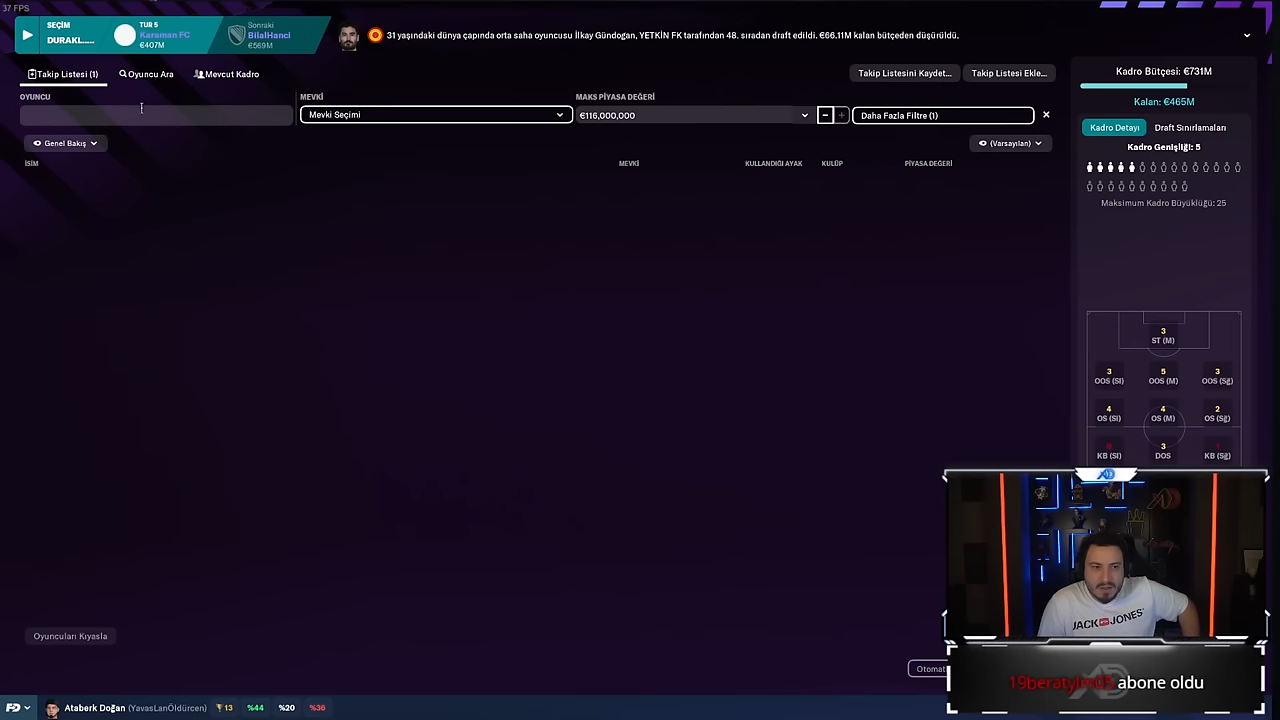 37 FPS
SEÇİM
DURAKL.....
TUR 5
Karaman FC
€407M
Sonraki
BilalHanci
€569M
31 yaşındaki dünya çapında orta saha oyuncusu İlkay Gündogan, YETKİN FK tarafından 48. sıradan draft edildi. €66.11M kalan bütçeden düşürüldü.
Takip Listesi (1)
Oyuncu Ara
Mevcut Kadro
Takip Listesini Kaydet...
Takip Listesi Ekle...
OYUNCU
MEVKİ
MAKS PİYASA DEĞERİ
Mevki Seçimi
€116,000,000
Daha Fazla Filtre (1)
Genel Bakış
(Varsayılan)
İSİM
MEVKİ
KULLANDIĞI AYAK
KULÜP
PİYASA DEĞERİ
Kadro Bütçesi: €731M
Kalan: €465M
Kadro Detayı
Draft Sınırlamaları
Kadro Genişliği: 5
Maksimum Kadro Büyüklüğü: 25
3
ST (M)
3
OOS (Sl)
5
OOS (M)
3
OOS (Sğ)
4
OS (Sl)
4
OS (M)
2
OS (Sğ)
KB (Sl)
3
DOS
1
KB (Sğ)
JACK JONES
Oyuncuları Kıyasla
Otomat
19beratylm05 abone oldu
FD
Ataberk Doğan (YavasLanÖldürcen)
13
%44
%20
%36